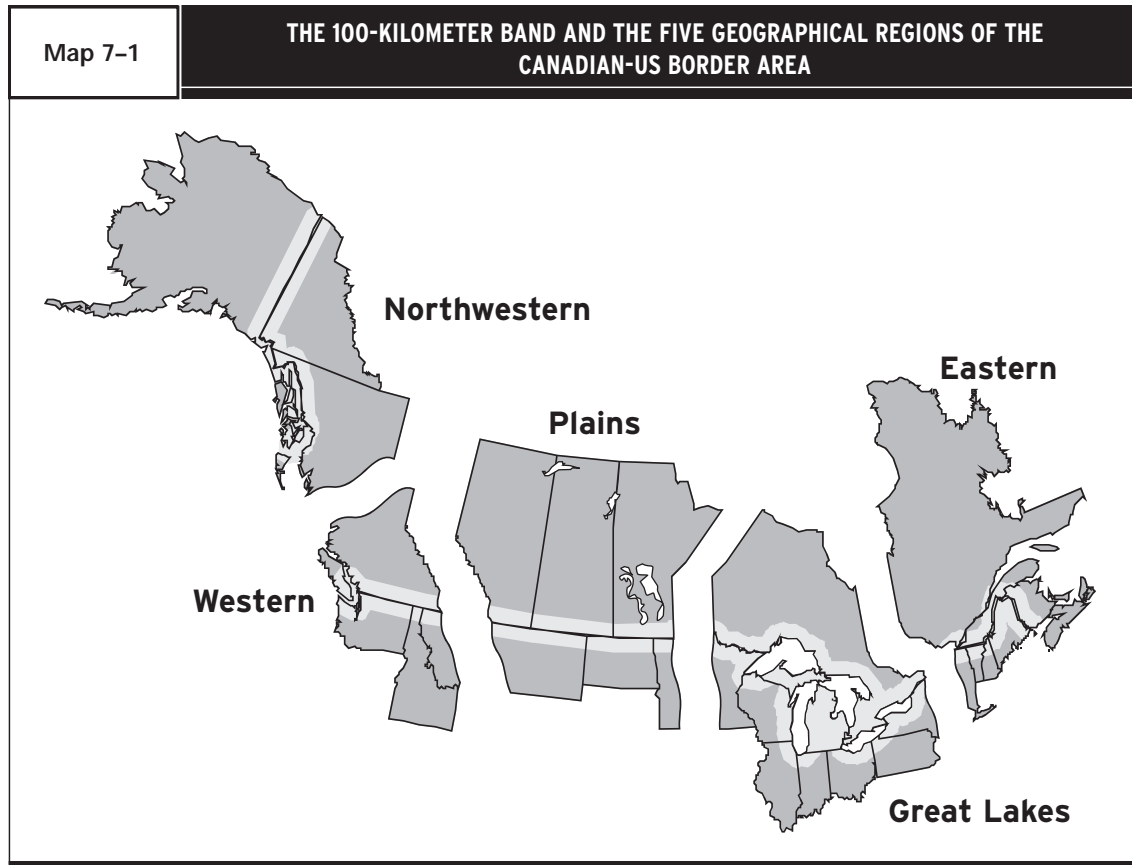 Map 7–1
THE 100-KILOMETER BAND AND THE FIVE GEOGRAPHICAL REGIONS OF THE
CANADIAN-US BORDER AREA
Northwestern
Eastern
Plains
Western
Great Lakes